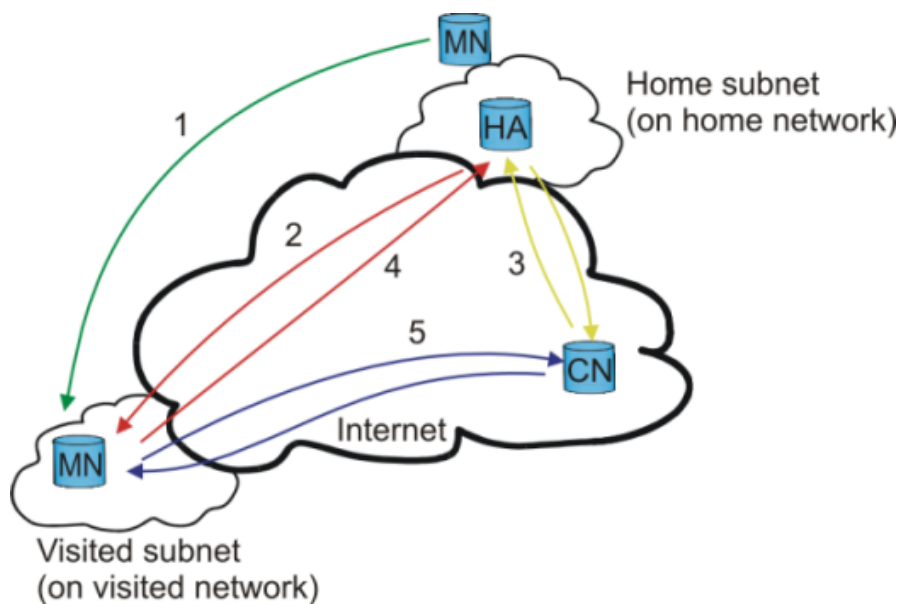 MN
Home subnet
(on home network)
HA
1
2
4
3
5
CN
Internet
MN
Visited subnet
(on visited network)